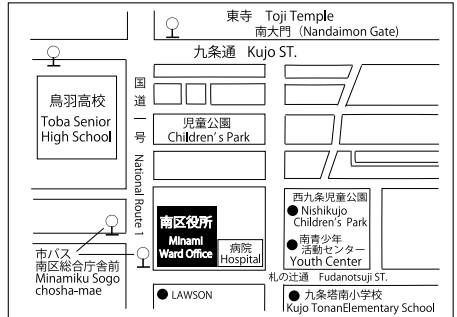 東寺 Toji Temple
南大門 (Nandaimon Gate)
九条通 Kujo ST.
鳥羽高校
Toba Senior
High School
国道一号 National Route 1
児童公園
Children's Park
南区役所
Minami
Ward Office
病院
Hospital
西九条児童公園
Nishikujo
Children's Park
南青少年
活動センター
Youth Center
市バス
南区総合庁舎前
Minamiku Sogo
chosha-mae
札の辻通 Fudanotsuji ST.
LAWSON
九条塔南小学校
Kujo TonanElementary School